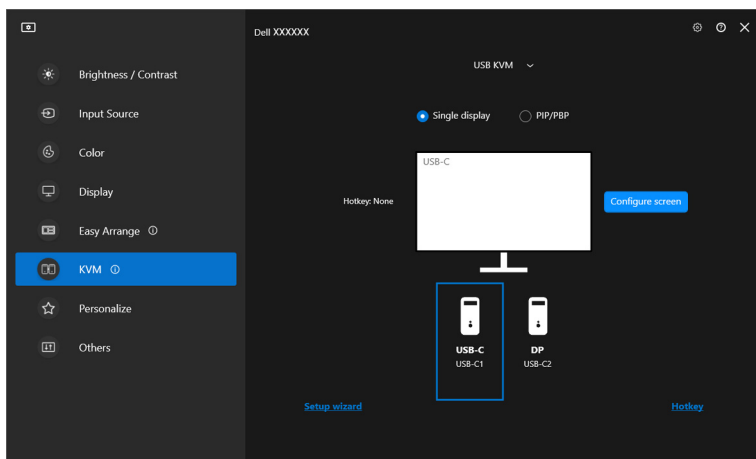 Dell XXXXXX
Brightness / Contrast
Input Source
Color
Display
Easy Arrange
KVM
Personalize
Others
USB KVM
Single display
PIP/PBP
USB-C
Hotkey: None
Configure screen
USB-C
USB-C1
DP
USB-C2
Setup wizard
Hotkey